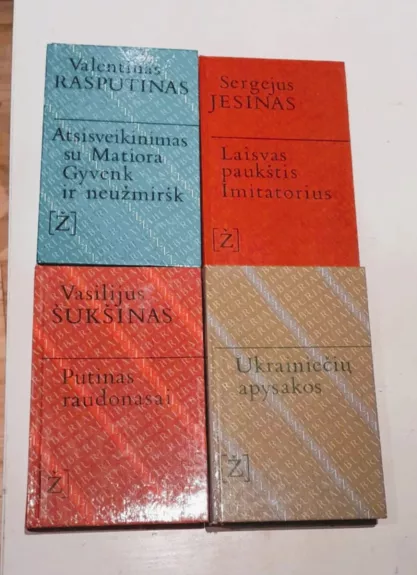 Valentinas
RASPUTINAS
Atsisveikinimas
su Matiora
Gyvenk
ir neužmiršk
[Ž]
Sergejus
JESINAS
Laisvas
paukštis
Imitatorius
[Ž]
Vasilijus
ŠUKŠINAS
Putinas
raudonasai
[Ž]
Ukrainiečių
apysakos
[Ž]